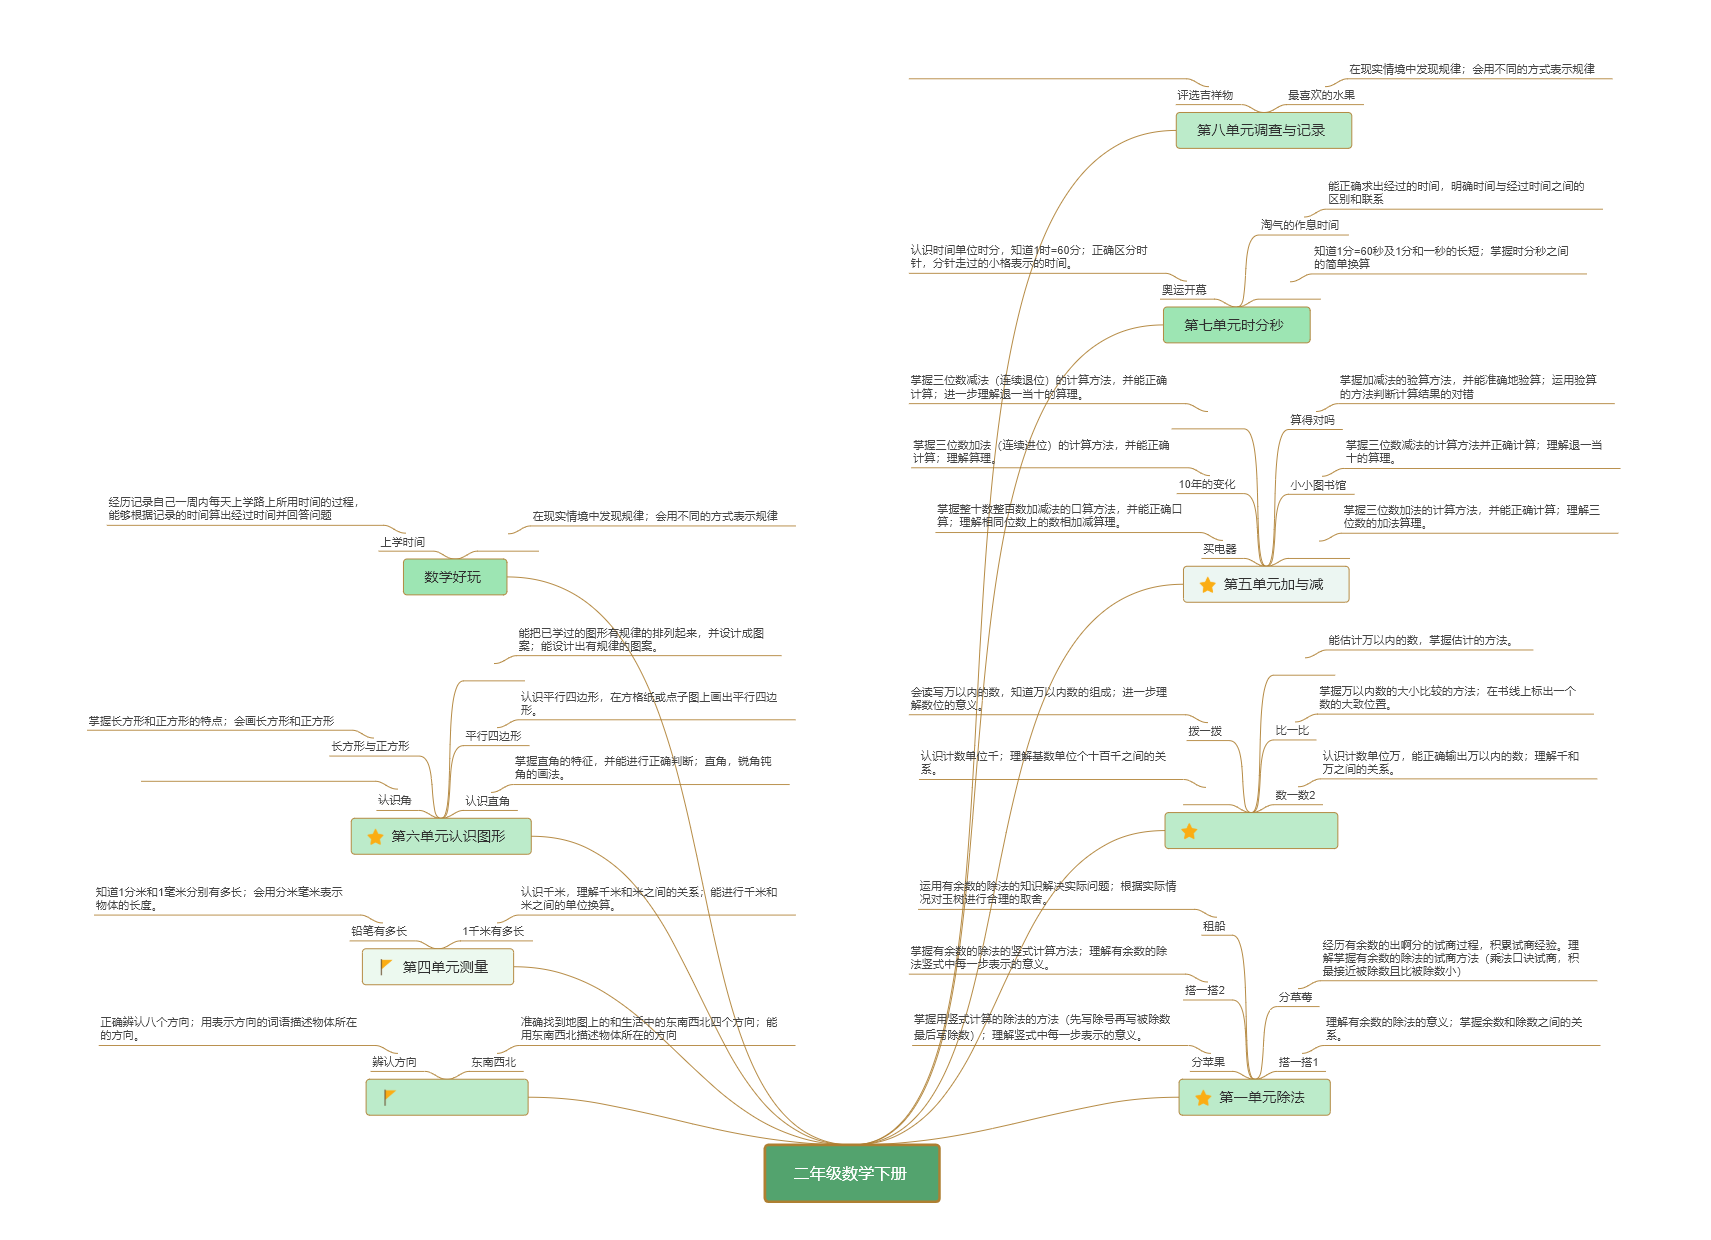 在现实情境中发现规律；会用不同的方式表示规律
评选吉祥物
最喜欢的水果
第八单元调查与记录
能正确求出经过的时间，明确时间与经过时间之间的
区别和联系
淘气的作息时间
认识时间单位时分，知道1时=60分；正确区分时
针，分针走过的小格表示的时间。
知道1分=60秒及1分和一秒的长短；掌握时分秒之间
的简单换算
奥运开幕
第七单元时分秒
掌握三位数减法（连续退位）的计算方法，并能正确
计算；进一步理解退一当十的算理。
掌握加减法的验算方法，并能准确地验算；运用验算
的方法判断计算结果的对错
算得对吗
掌握三位数加法（连续进位）的计算方法，并能正确
计算；理解算理。
掌握三位数减法的计算方法并正确计算；理解退一当
十的算理。
10年的变化
小小图书馆
掌握整十数整百数加减法的口算方法，并能正确口
算；理解相同位数上的数相加减算理。
掌握三位数加法的计算方法，并能正确计算；理解三
位数的加法算理。
买电器
第五单元加与减
经历记录自己一周内每天上学路上所用时间的过程，
能够根据记录的时间算出经过时间并回答问题
在现实情境中发现规律；会用不同的方式表示规律
上学时间
数学好玩
能把已学过的图形有规律的排列起来，并设计成图
案；能设计出有规律的图案。
认识平行四边形，在方格纸或点子图上画出平行四边
形。
掌握长方形和正方形的特点；会画长方形和正方形
平行四边形
长方形与正方形
掌握直角的特征，并能进行正确判断；直角，锐角钝
角的画法。
认识角
认识直角
第六单元认识图形
能估计万以内的数，掌握估计的方法。
会读写万以内的数，知道万以内数的组成；进一步理
解数位的意义。
掌握万以内数的大小比较的方法；在书线上标出一个
数的大致位置。
拨一拨
比一比
认识计数单位千；理解基数单位个十百千之间的关
系。
认识计数单位万，能正确输出万以内的数；理解千和
万之间的关系。
数一数2
知道1分米和1毫米分别有多长；会用分米毫米表示
物体的长度。
认识千米，理解千米和米之间的关系；能进行千米和
米之间的单位换算。
铅笔有多长
1千米有多长
第四单元测量
正确辨认八个方向；用表示方向的词语描述物体所在
的方向。
准确找到地图上的和生活中的东南西北四个方向；能
用东南西北描述物体所在的方向
辨认方向
东南西北
运用有余数的除法的知识解决实际问题；根据实际情
况对玉树进行合理的取舍。
租船
掌握有余数的除法的竖式计算方法；理解有余数的除
法竖式中每一步表示的意义。
经历有余数的出啊分的试商过程，积累试商经验。理
解掌握有余数的除法的试商方法（乘法口诀试商，积
最接近被除数且比被除数小）
搭一搭2
分草莓
掌握用竖式计算的除法的方法（先写除号再写被除数
最后写除数）；理解竖式中每一步表示的意义。
理解有余数的除法的意义；掌握余数和除数之间的关
系。
分苹果
搭一搭1
第一单元除法
二年级数学下册